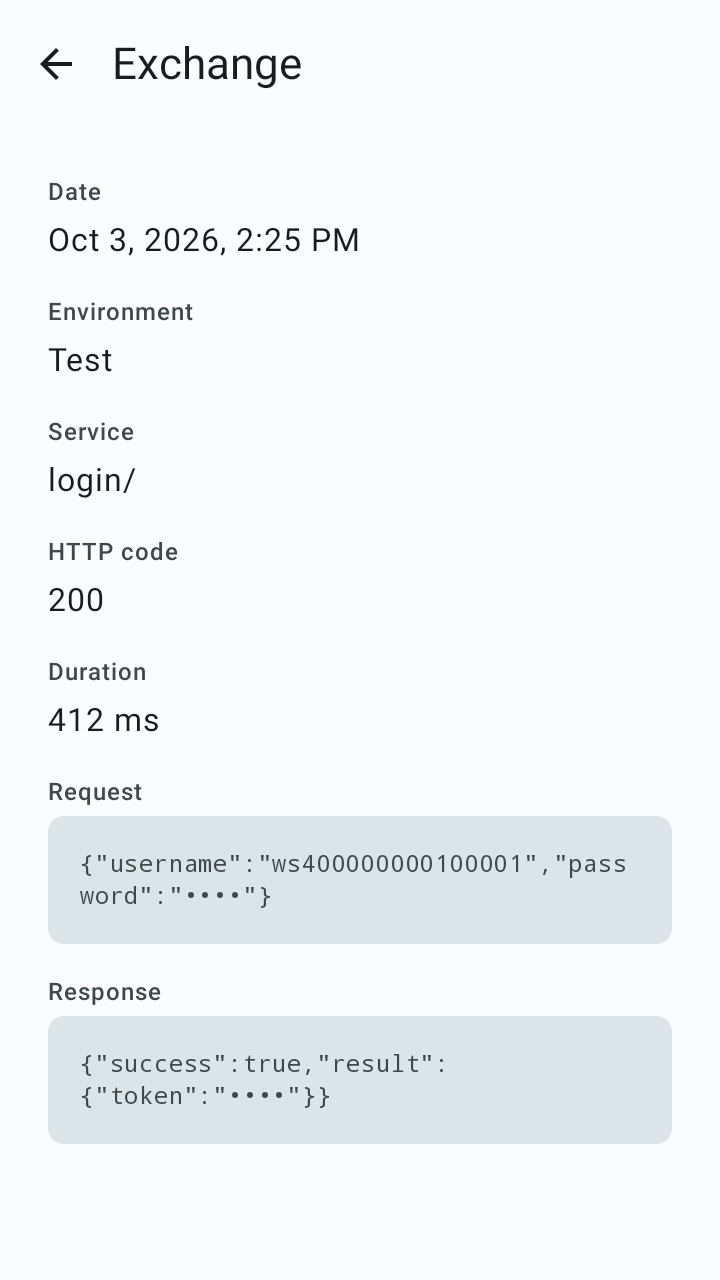 Exchange
Date
Oct 3, 2026, 2:25 PM
Environment
Test
Service
login/
HTTP code
200
Duration
412 ms
Request
{"username":"ws400000000100001","pass
word":"••••"}
Response
{"success":true,"result":
{"token":"••••"}}